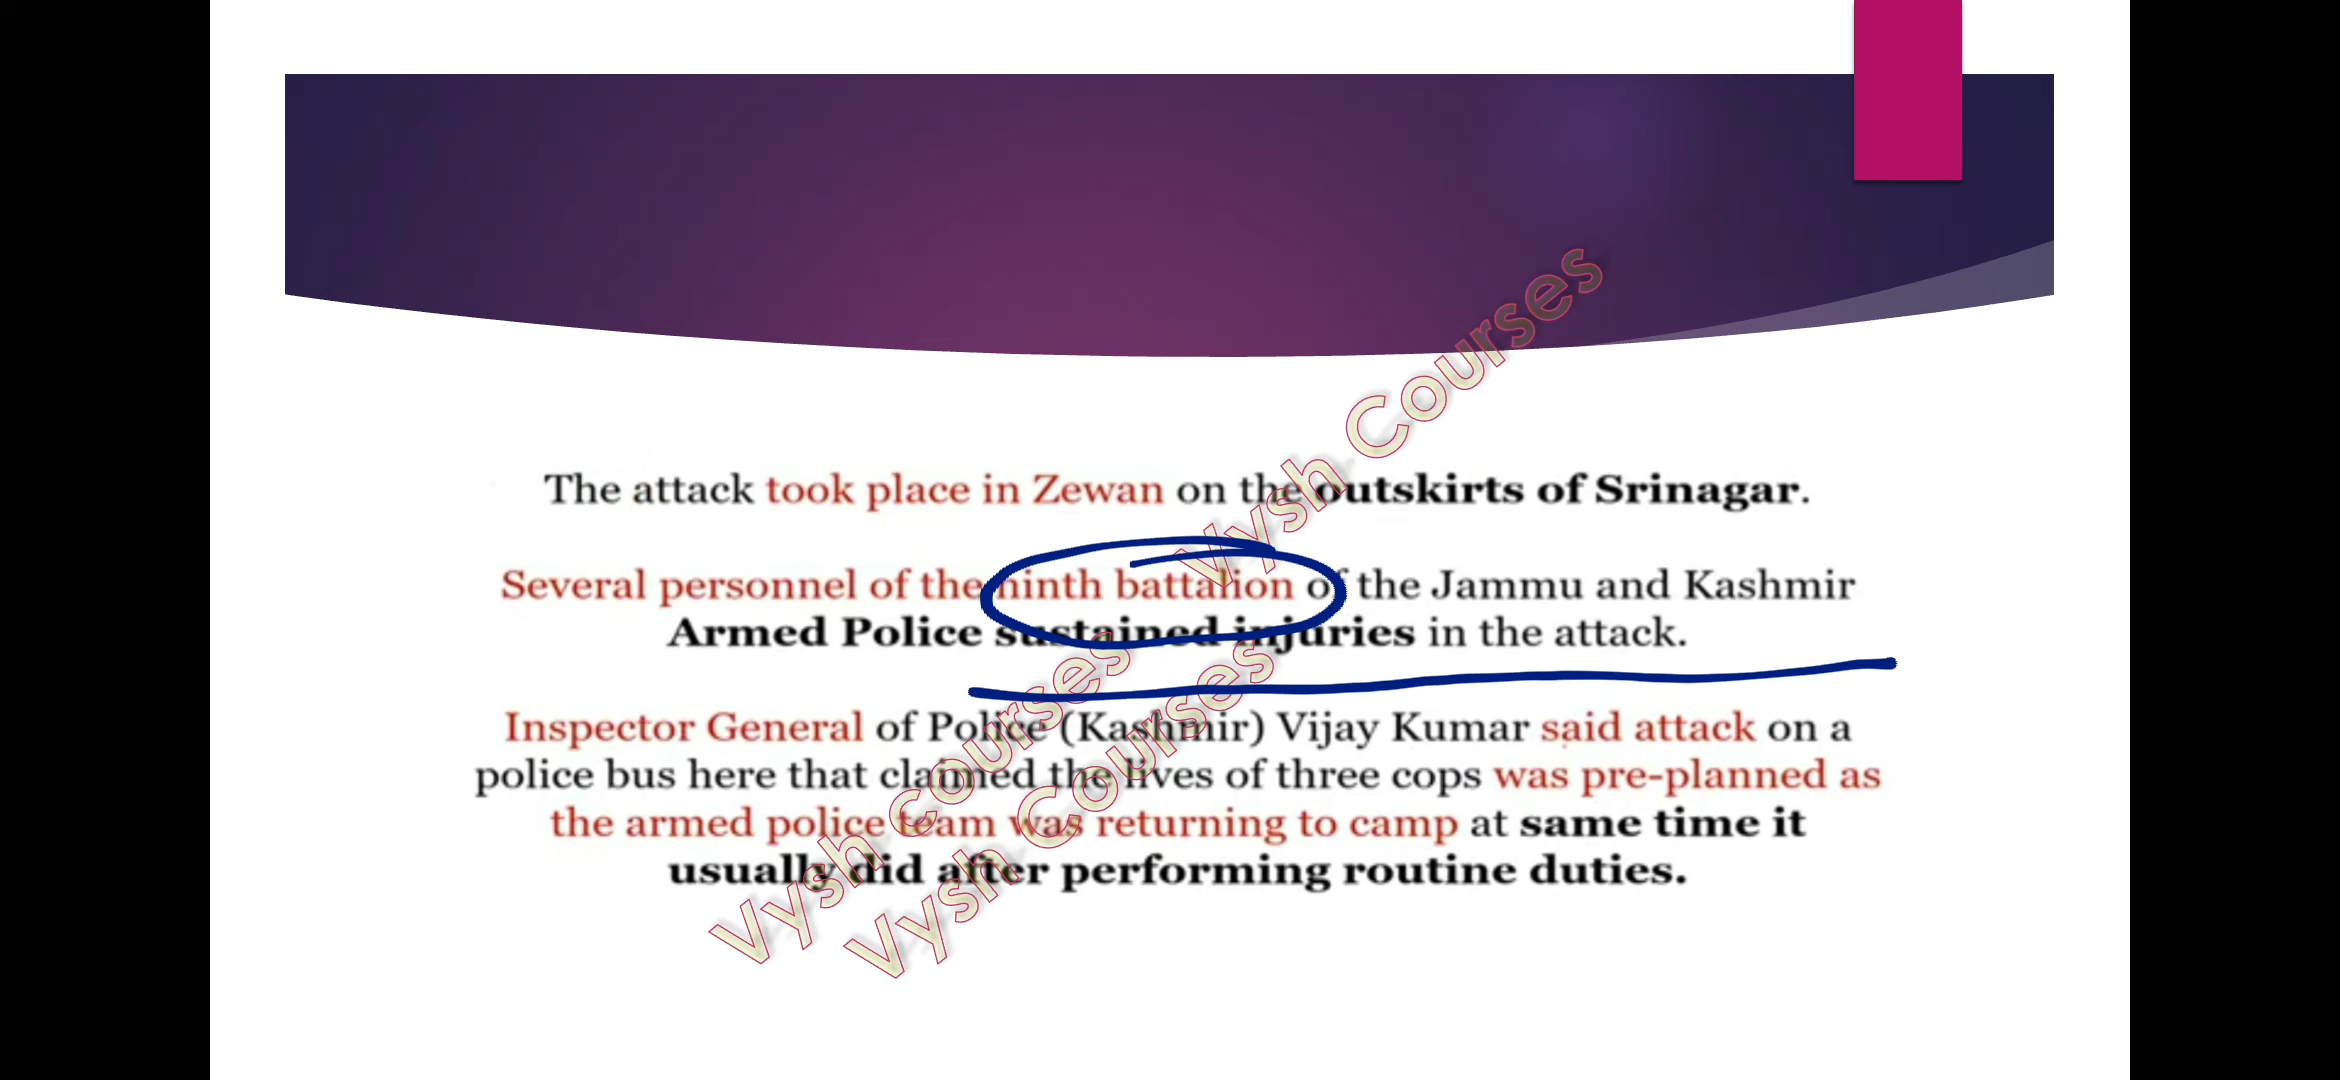 The attack took place in Zewan on the outskirts of Srinagar.
Several personnel of the ninth battalion of the Jammu and Kashmir
Armed Police sustained injuries in the attack.
Inspector General of Police (Kashmir) Vijay Kumar said attack on a
police bus here that claimed the lives of three cops was pre-planned as
the armed police team was returning to camp at same time it
usually did after performing routine duties.
Vysh Courses
Vysh courses
Vysh Courses